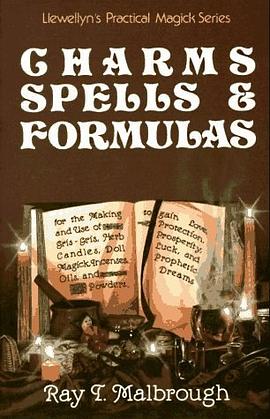 Llewellyn's Practical Magick Series
CHARMS
SPELLS &
FORMULAS
for the Making
and Use of
Gris-Gris, Herb
Candles, Doll
Magick, Incenses,
Oils, and
Powders,
to gain Love,
Protection,
Prosperity,
Luck, and
Prophetic
Dreams
Ray T. Malbrough